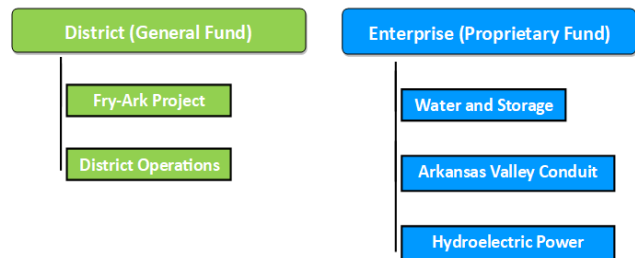 District (General Fund)
Fry-Ark Project
District Operations
Enterprise (Proprietary Fund)
Water and Storage
Arkansas Valley Conduit
Hydroelectric Power